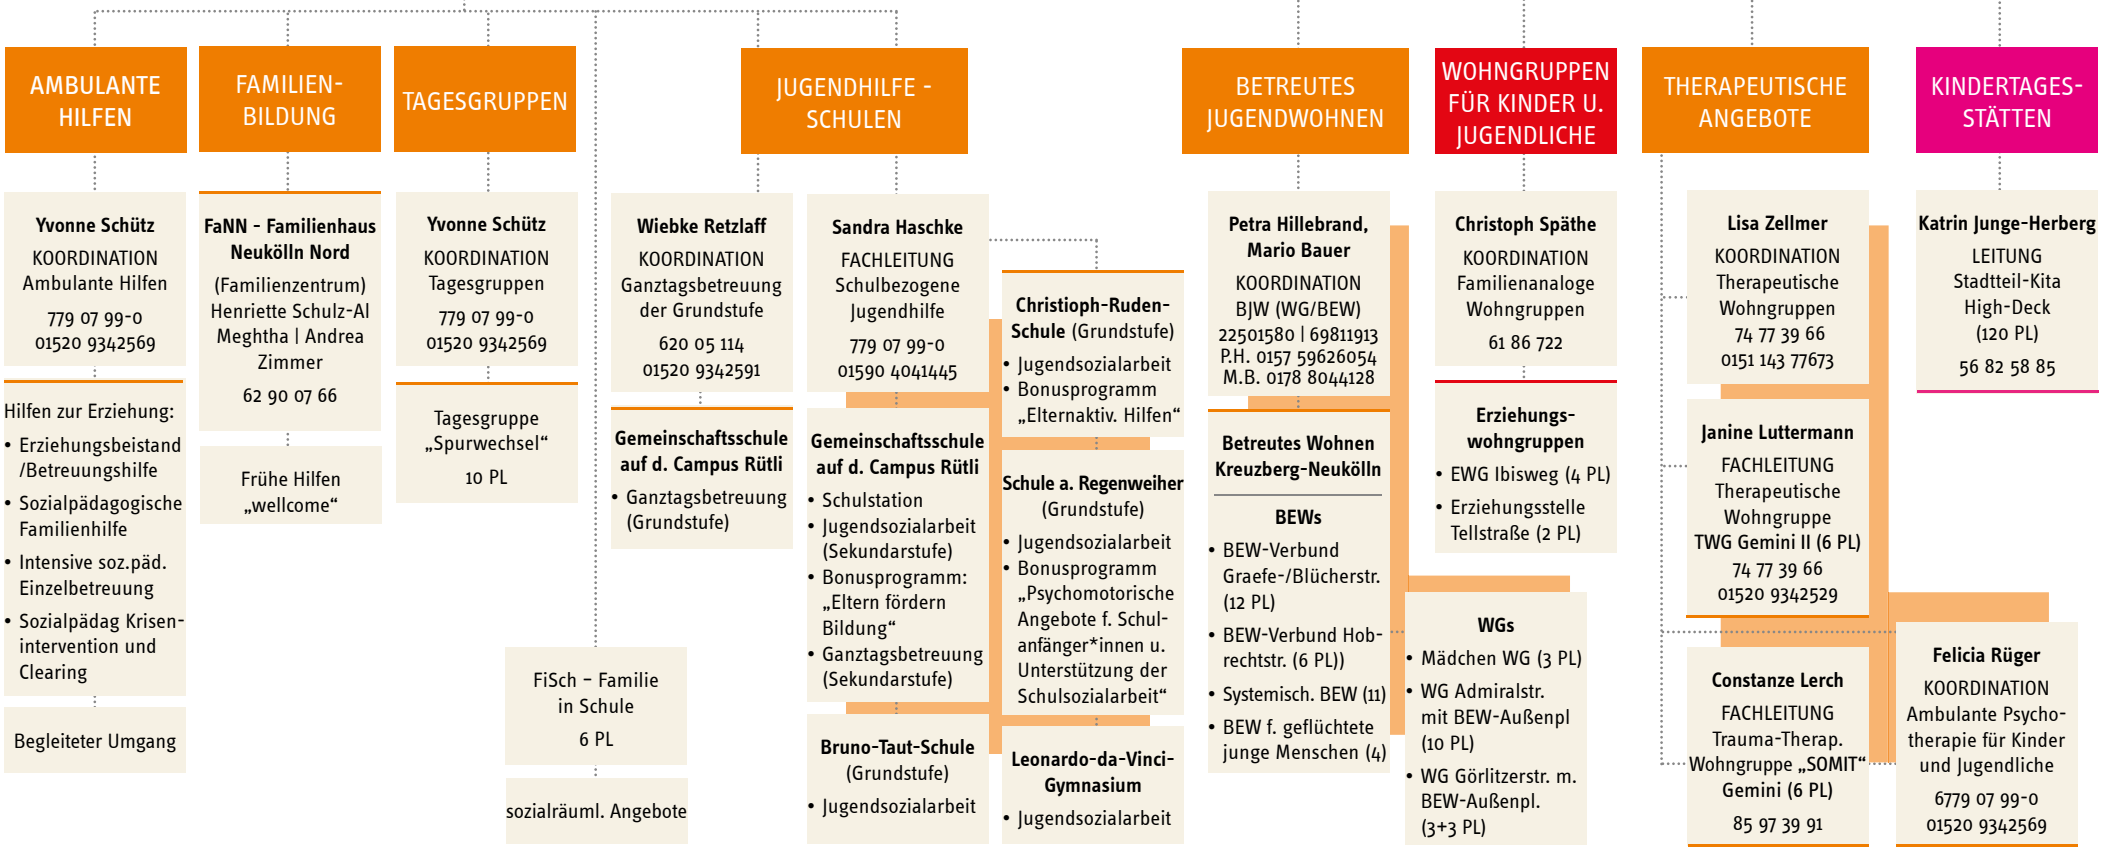 AMBULANTE
HILFEN
Yvonne Schütz
KOORDINATION
Ambulante Hilfen
779 07 99-0
01520 9342569
Hilfen zur Erziehung:
• Erziehungsbeistand
/Betreuungshilfe
• Sozialpädagogische
Familienhilfe
• Intensive soz.päd.
Einzelbetreuung
• Sozialpädag Krisen-
intervention und
Clearing
Begleiteter Umgang
FAMILIEN-
BILDUNG
FaNN - Familienhaus
Neukölln Nord
(Familienzentrum)
Henriette Schulz-Al
Meghtha | Andrea
Zimmer
62 90 07 66
Frühe Hilfen
„wellcome“
TAGESGRUPPEN
Yvonne Schütz
KOORDINATION
Tagesgruppen
779 07 99-0
01520 9342569
Tagesgruppe
„Spurwechsel“
10 PL
FiSch – Familie
in Schule
6 PL
sozialräuml. Angebote
JUGENDHILFE -
SCHULEN
Wiebke Retzlaff
KOORDINATION
Ganztagsbetreuung
der Grundstufe
620 05 114
01520 9342591
Gemeinschaftsschule
auf d. Campus Rütli
• Ganztagsbetreuung
(Grundstufe)
Sandra Haschke
FACHLEITUNG
Schulbezogene
Jugendhilfe
779 07 99-0
01590 4041445
Gemeinschaftsschule
auf d. Campus Rütli
• Schulstation
• Jugendsozialarbeit
(Sekundarstufe)
• Bonusprogramm:
„Eltern fördern
Bildung“
• Ganztagsbetreuung
(Sekundarstufe)
Bruno-Taut-Schule
(Grundstufe)
• Jugendsozialarbeit
Christioph-Ruden-
Schule (Grundstufe)
• Jugendsozialarbeit
• Bonusprogramm
„Elternaktiv. Hilfen“
Schule a. Regenweiher
(Grundstufe)
• Jugendsozialarbeit
• Bonusprogramm
„Psychomotorische
Angebote f. Schul-
anfänger*innen u.
Unterstützung der
Schulsozialarbeit“
Leonardo-da-Vinci-
Gymnasium
• Jugendsozialarbeit
BETREUTES
JUGENDWOHNEN
Petra Hillebrand,
Mario Bauer
KOORDINATION
BJW (WG/BEW)
22501580 | 69811913
P.H. 0157 59626054
M.B. 0178 8044128
Betreutes Wohnen
Kreuzberg-Neukölln
BEWs
• BEW-Verbund
Graefe-/Blücherstr.
(12 PL)
• BEW-Verbund Hob-
rechtstr. (6 PL))
• Systemisch. BEW (11)
• BEW f. geflüchtete
junge Menschen (4)
WGs
• Mädchen WG (3 PL)
• WG Admiralstr.
mit BEW-Außenpl
(10 PL)
• WG Görlitzerstr. m.
BEW-Außenpl.
(3+3 PL)
WOHNGRUPPEN
FÜR KINDER U.
JUGENDLICHE
Christoph Späthe
KOORDINATION
Familienanaloge
Wohngruppen
61 86 722
Erziehungs-
wohngruppen
• EWG Ibisweg (4 PL)
• Erziehungsstelle
Tellstraße (2 PL)
THERAPEUTISCHE
ANGEBOTE
Lisa Zellmer
KOORDINATION
Therapeutische
Wohngruppen
74 77 39 66
0151 143 77673
Janine Luttermann
FACHLEITUNG
Therapeutische
Wohngruppe
TWG Gemini II (6 PL)
74 77 39 66
01520 9342529
Constanze Lerch
FACHLEITUNG
Trauma-Therap.
Wohngruppe „SOMIT“
Gemini (6 PL)
85 97 39 91
Felicia Rüger
KOORDINATION
Ambulante Psycho-
therapie für Kinder
und Jugendliche
6779 07 99-0
01520 9342569
KINDERTAGES-
STÄTTEN
Katrin Junge-Herberg
LEITUNG
Stadtteil-Kita
High-Deck
(120 PL)
56 82 58 85